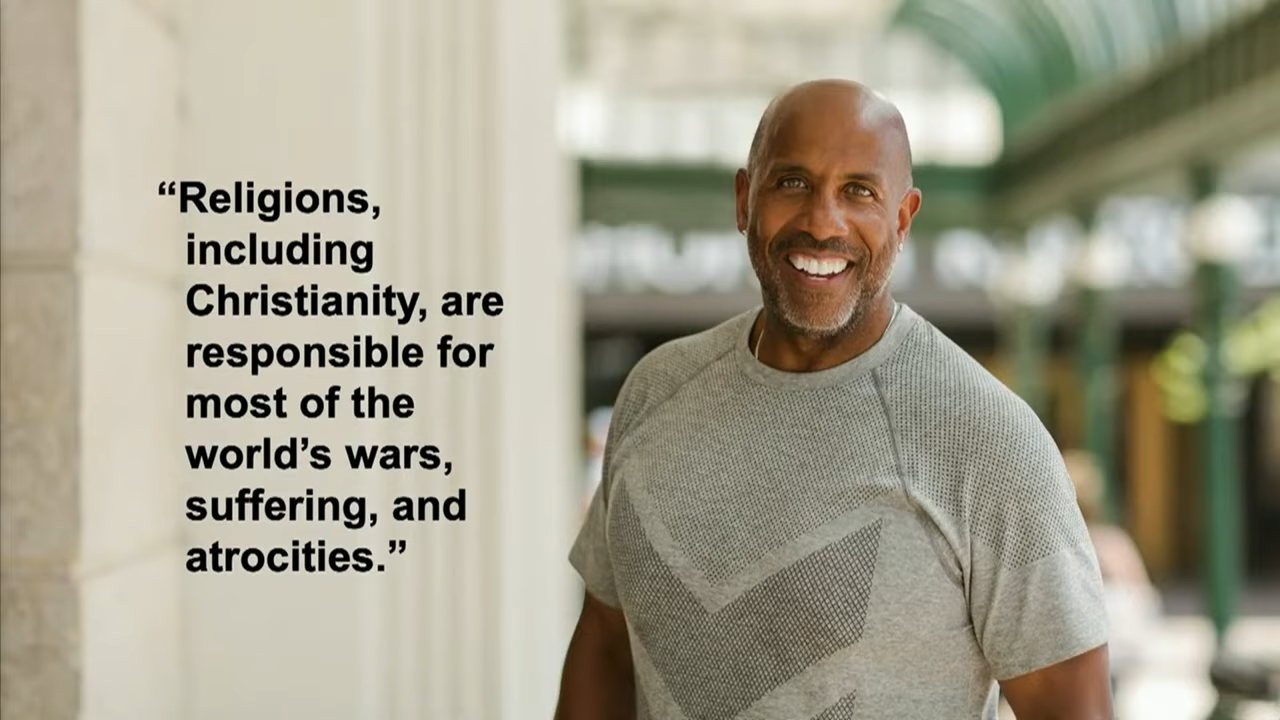 “Religions,
including
Christianity, are
responsible for
most of the
world’s wars,
suffering, and
atrocities.”